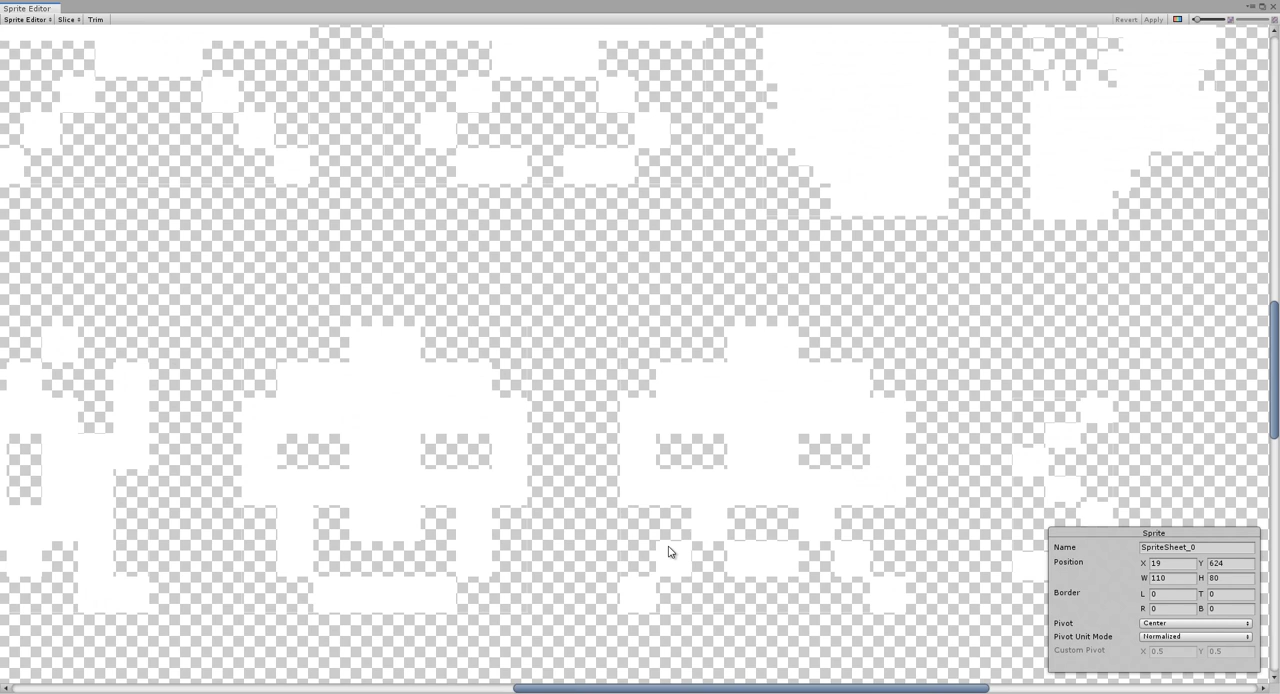 Sprite Editor
Sprite Editor Slice Trim Revert Apply
Sprite
Name SpriteSheet_0
Position X 19 Y 624
W 110 H 80
Border L 0 T 0
R 0 B 0
Pivot Center
Pivot Unit Mode Normalized
Custom Pivot X 0.5 Y 0.5